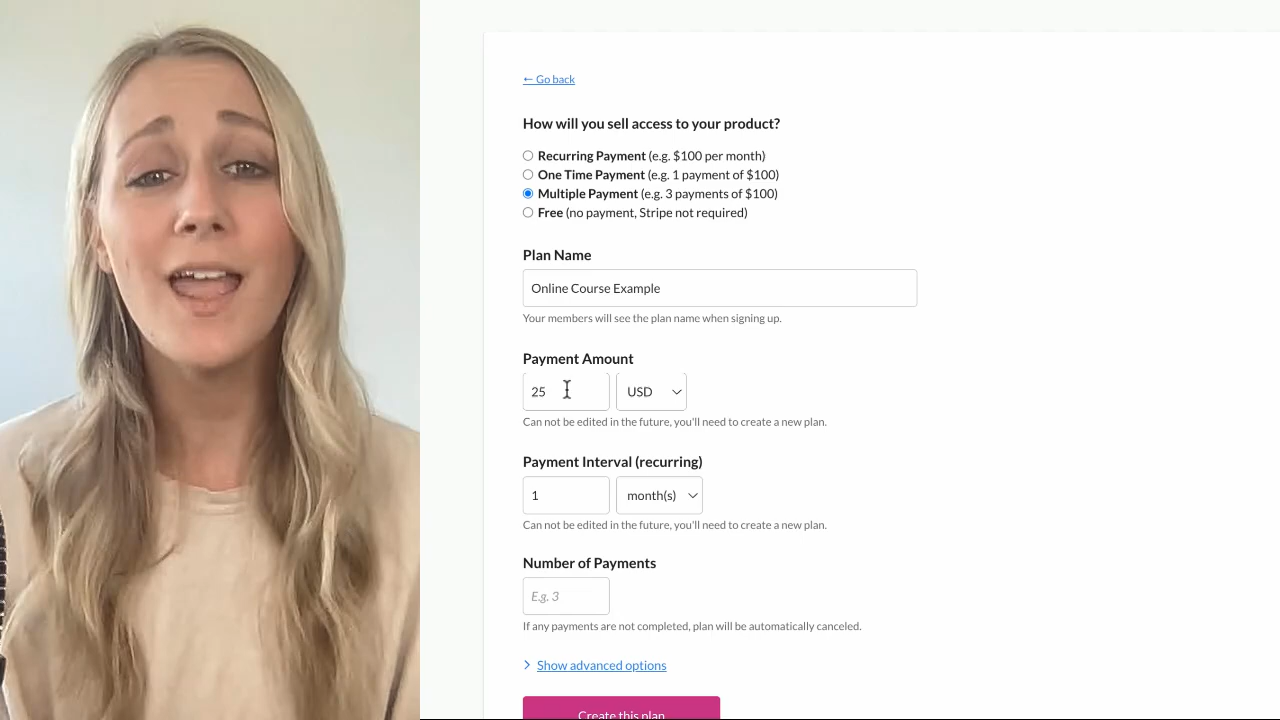 ← Go back
How will you sell access to your product?
Recurring Payment (e.g. $100 per month)
One Time Payment (e.g. 1 payment of $100)
Multiple Payment (e.g. 3 payments of $100)
Free (no payment, Stripe not required)
Plan Name
Online Course Example
Your members will see the plan name when signing up.
Payment Amount
25 USD
Can not be edited in the future, you'll need to create a new plan.
Payment Interval (recurring)
1 month(s)
Can not be edited in the future, you'll need to create a new plan.
Number of Payments
E.g. 3
If any payments are not completed, plan will be automatically canceled.
Show advanced options
Create this plan